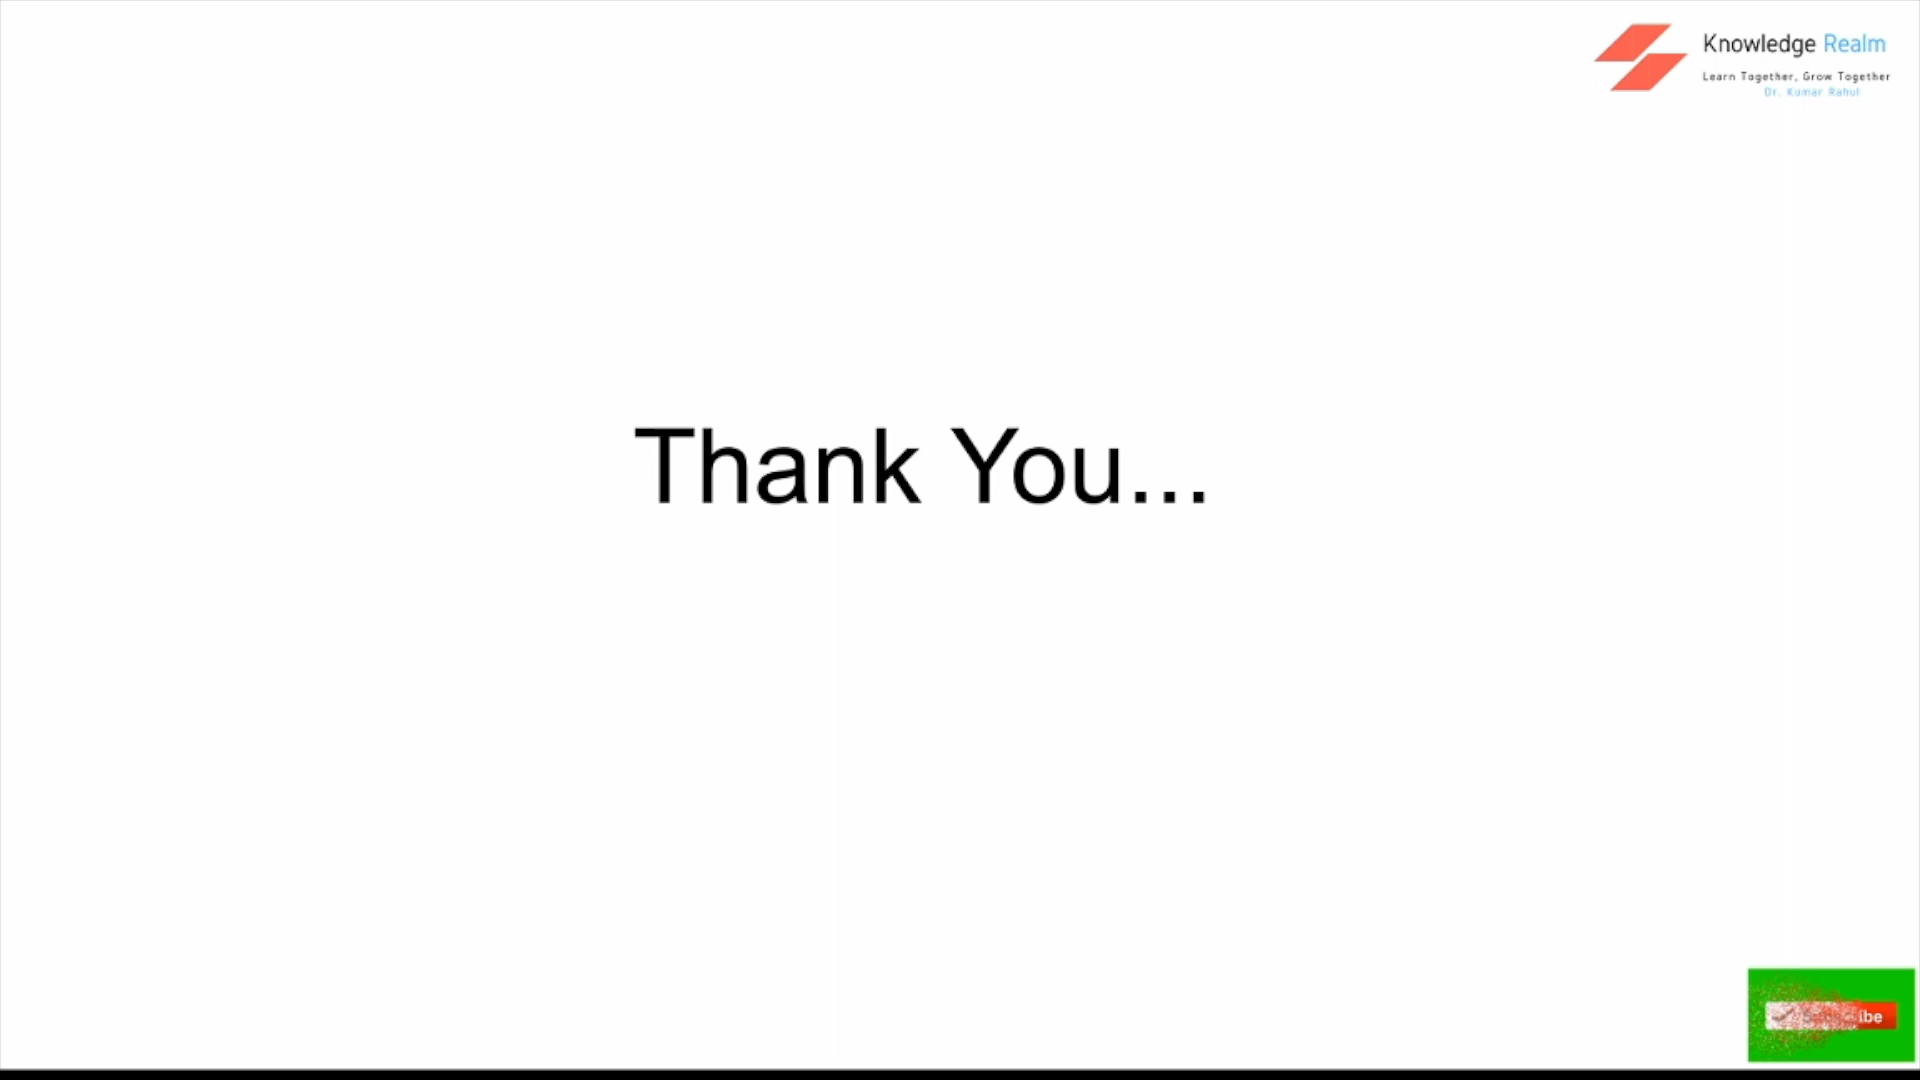 Knowledge Realm
Learn Together, Grow Together
Dr. Kumar Rahul
Thank You...